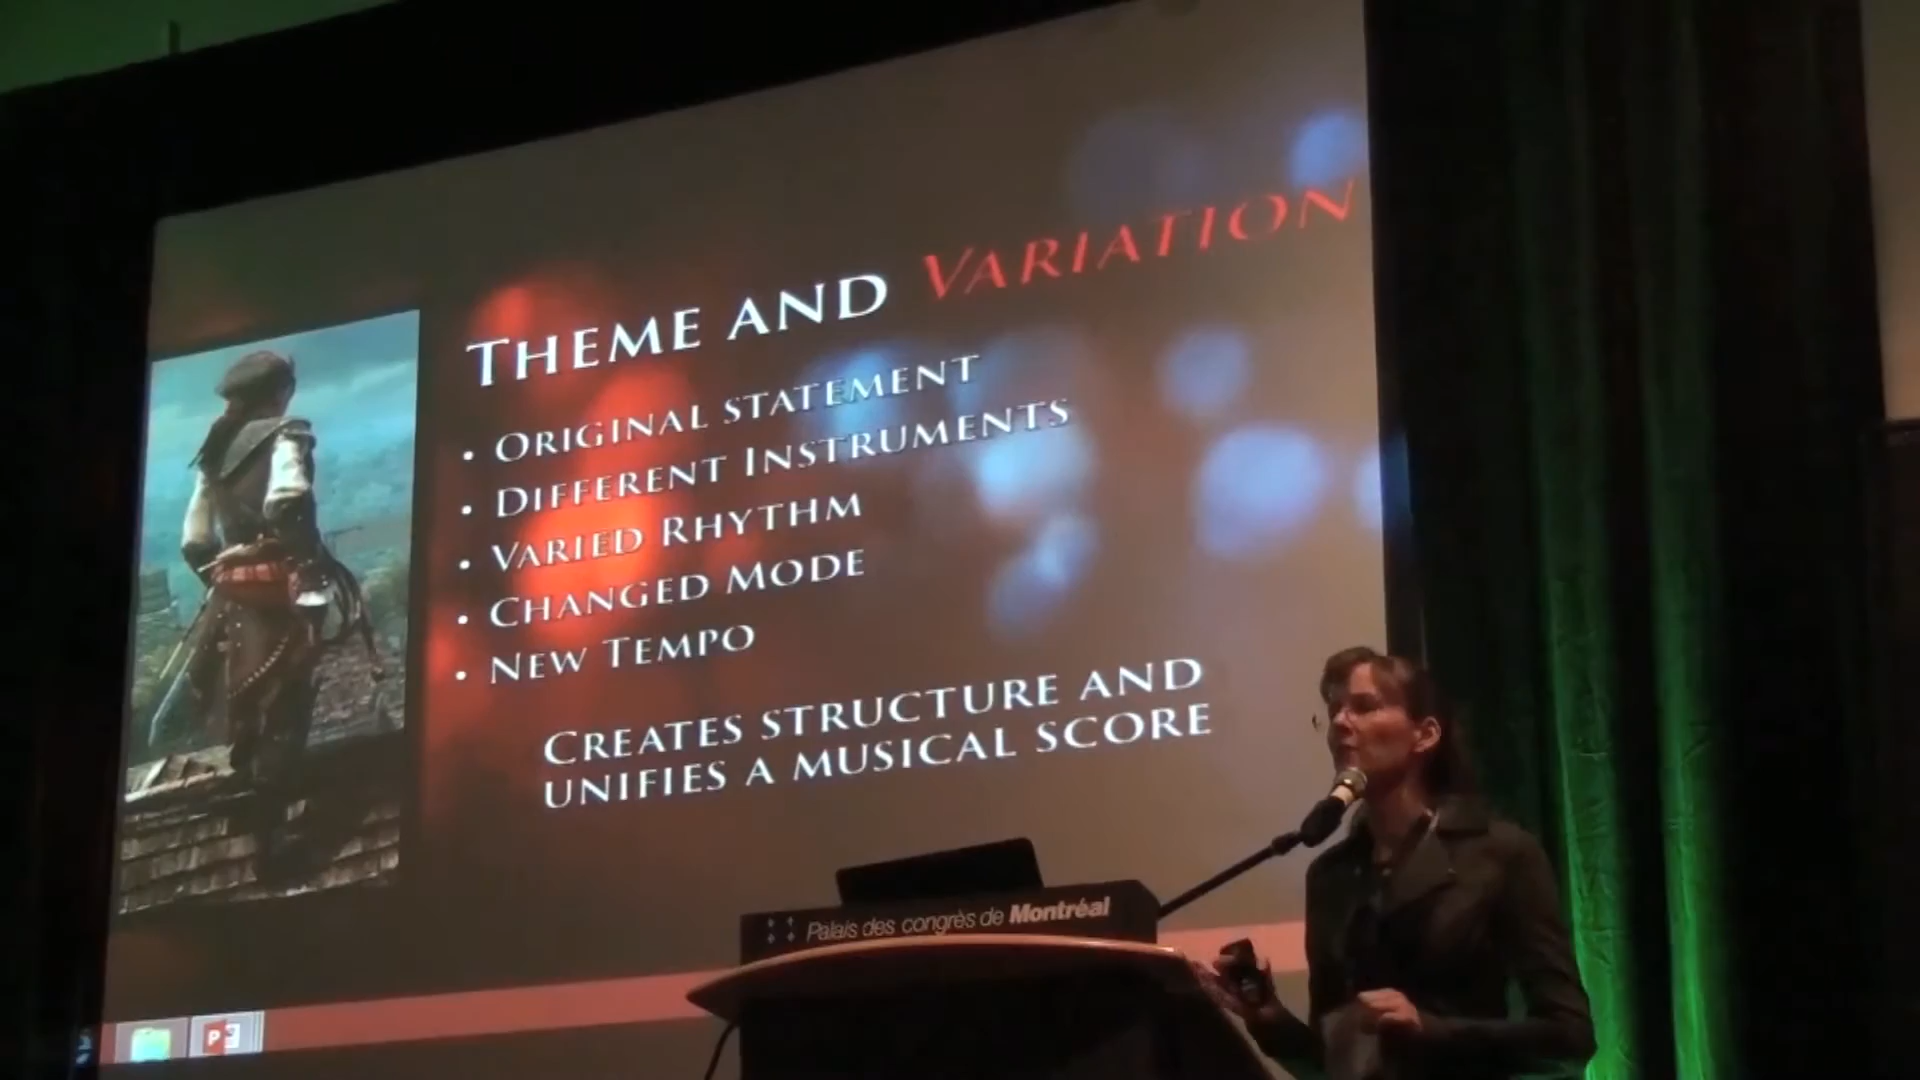 THEME AND VARIATION
• ORIGINAL STATEMENT
• DIFFERENT INSTRUMENTS
• VARIED RHYTHM
• CHANGED MODE
• NEW TEMPO
CREATES STRUCTURE AND
UNIFIES A MUSICAL SCORE
Palais des congrès de Montréal
P